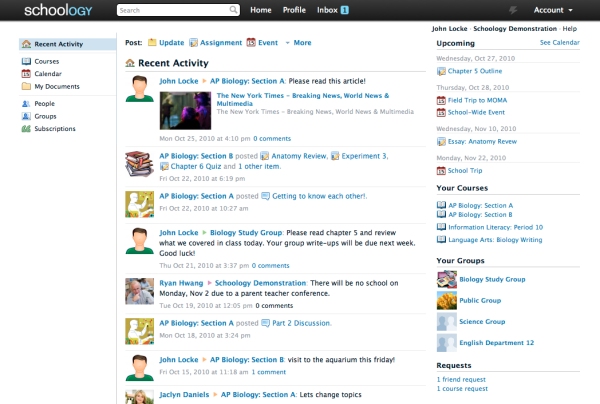 schoology Search Home Profile Inbox 1 Account
John Locke · Schoology Demonstration · Help
Recent Activity
Courses
Calendar
My Documents
People
Groups
Subscriptions
Post: Update Assignment Event More
Recent Activity
John Locke AP Biology: Section A: Please read this article!
The New York Times - Breaking News, World News &
Multimedia
The New York Times - Breaking News, World News & Multimedia
Mon Oct 25, 2010 at 4:10 pm 0 comments
AP Biology: Section B posted Anatomy Review, Experiment 3,
Chapter 6 Quiz and 1 other item.
Fri Oct 22, 2010 at 6:19 pm
AP Biology: Section A posted Getting to know each other!.
Fri Oct 22, 2010 at 10:27 am
John Locke Biology Study Group: Please read chapter 5 and review
what we covered in class today. Your group write-ups will be due next week.
Good luck!
Thu Oct 21, 2010 at 3:37 pm 0 comments
Ryan Hwang Schoology Demonstration: There will be no school on
Monday, Nov 2 due to a parent teacher conference.
Tue Oct 19, 2010 at 12:05 pm 0 comments
AP Biology: Section A posted Part 2 Discussion.
Mon Oct 18, 2010 at 3:24 pm
John Locke AP Biology: Section B: visit to the aquarium this friday!
Fri Oct 15, 2010 at 11:18 am 1 comment
Jaclyn Daniels AP Biology: Section A: Lets change topics
Upcoming See Calendar
Wednesday, Oct 27, 2010
Chapter 5 Outline
Thursday, Oct 28, 2010
Field Trip to MOMA
School-Wide Event
Wednesday, Nov 10, 2010
Essay: Anatomy Revew
Monday, Nov 22, 2010
School Trip
Your Courses
AP Biology: Section A
AP Biology: Section B
Information Literacy: Period 10
Language Arts: Biology Writing
Your Groups
Biology Study Group
Public Group
Science Group
English Department 12
Requests
1 friend request
1 course request